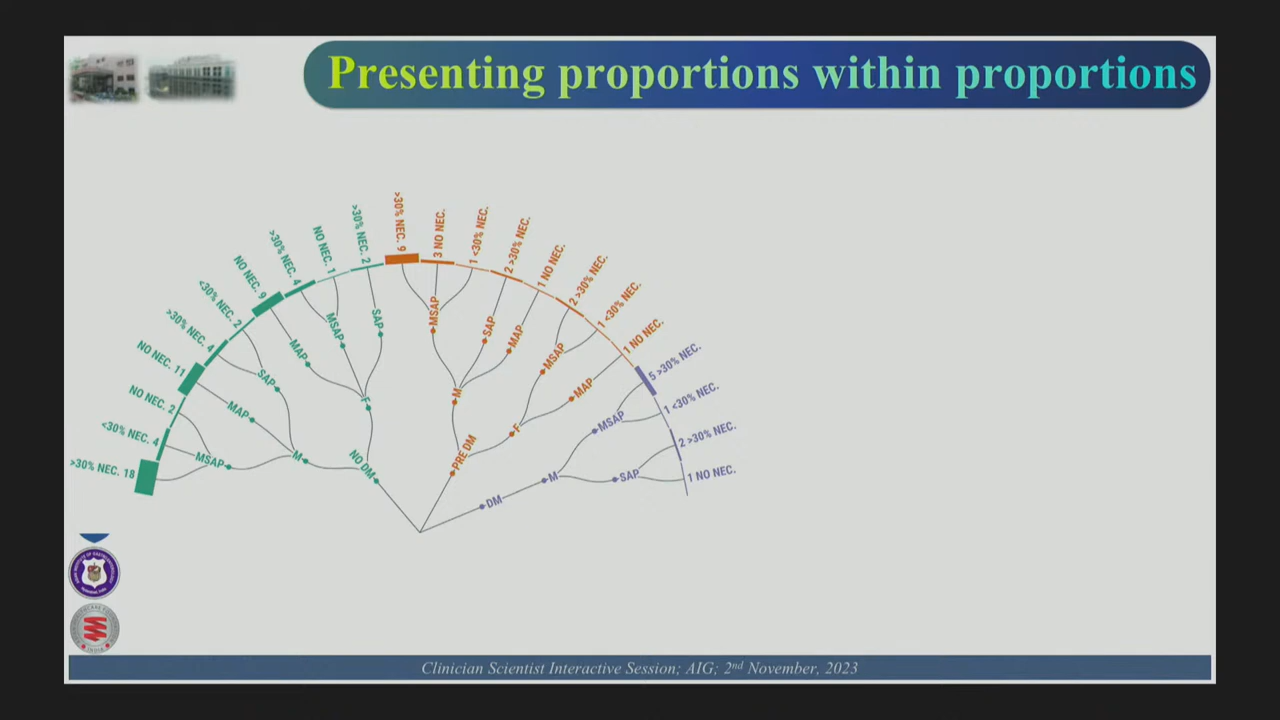 Presenting proportions within proportions
>30% NEC. 18
<30% NEC. 4
NO NEC. 2
NO NEC. 11
>30% NEC. 4
<30% NEC. 2
NO NEC. 9
>30% NEC. 4
NO NEC. 1
>30% NEC. 2
>30% NEC. 9
3 NO NEC.
1 <30% NEC.
2 >30% NEC.
1 NO NEC.
2 >30% NEC.
1 <30% NEC.
1 NO NEC.
5 >30% NEC.
1 <30% NEC.
2 >30% NEC.
1 NO NEC.
MSAP
MAP
SAP
MAP
MSAP
SAP
MSAP
SAP
MAP
MSAP
MAP
MSAP
SAP
M
F
M
F
M
NO DM
PRE DM
DM
Clinician Scientist Interactive Session; AIG; 2nd November, 2023